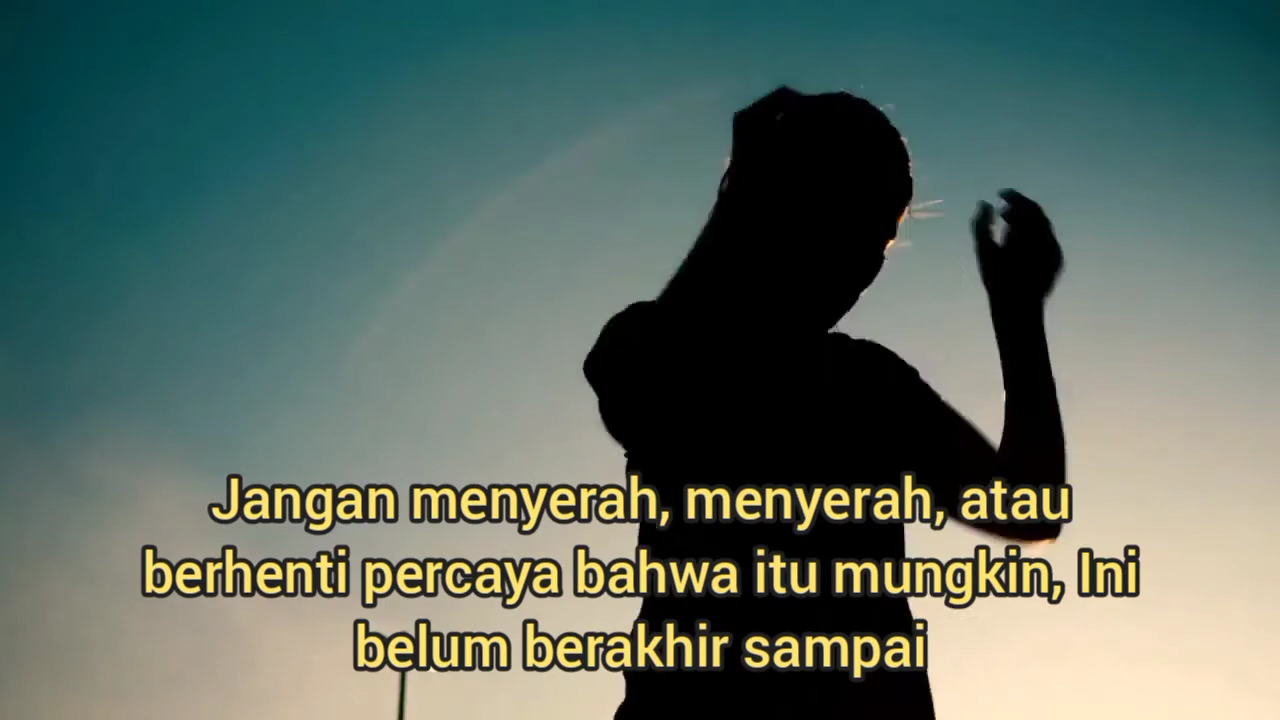 Jangan menyerah, menyerah, atau
berhenti percaya bahwa itu mungkin, Ini
belum berakhir sampai